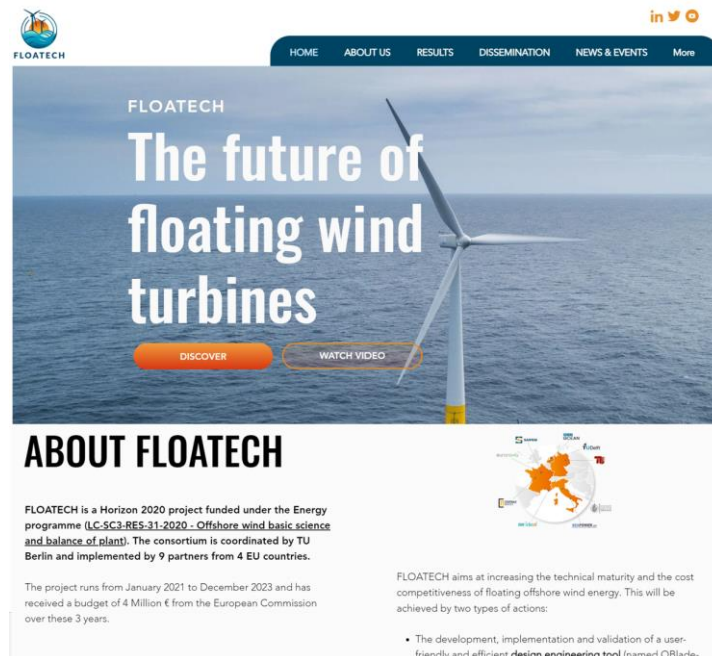 FLOATECH
HOME ABOUT US RESULTS DISSEMINATION NEWS & EVENTS More
FLOATECH
The future of
floating wind
turbines
DISCOVER WATCH VIDEO
ABOUT FLOATECH
FLOATECH is a Horizon 2020 project funded under the Energy
programme (LC-SC3-RES-31-2020 - Offshore wind basic science
and balance of plant). The consortium is coordinated by TU
Berlin and implemented by 9 partners from 4 EU countries.
The project runs from January 2021 to December 2023 and has
received a budget of 4 Million € from the European Commission
over these 3 years.
TUDelft
FLOATECH aims at increasing the technical maturity and the cost
competitiveness of floating offshore wind energy. This will be
achieved by two types of actions:
• The development, implementation and validation of a user-
friendly and efficient design engineering tool (named QBlade-